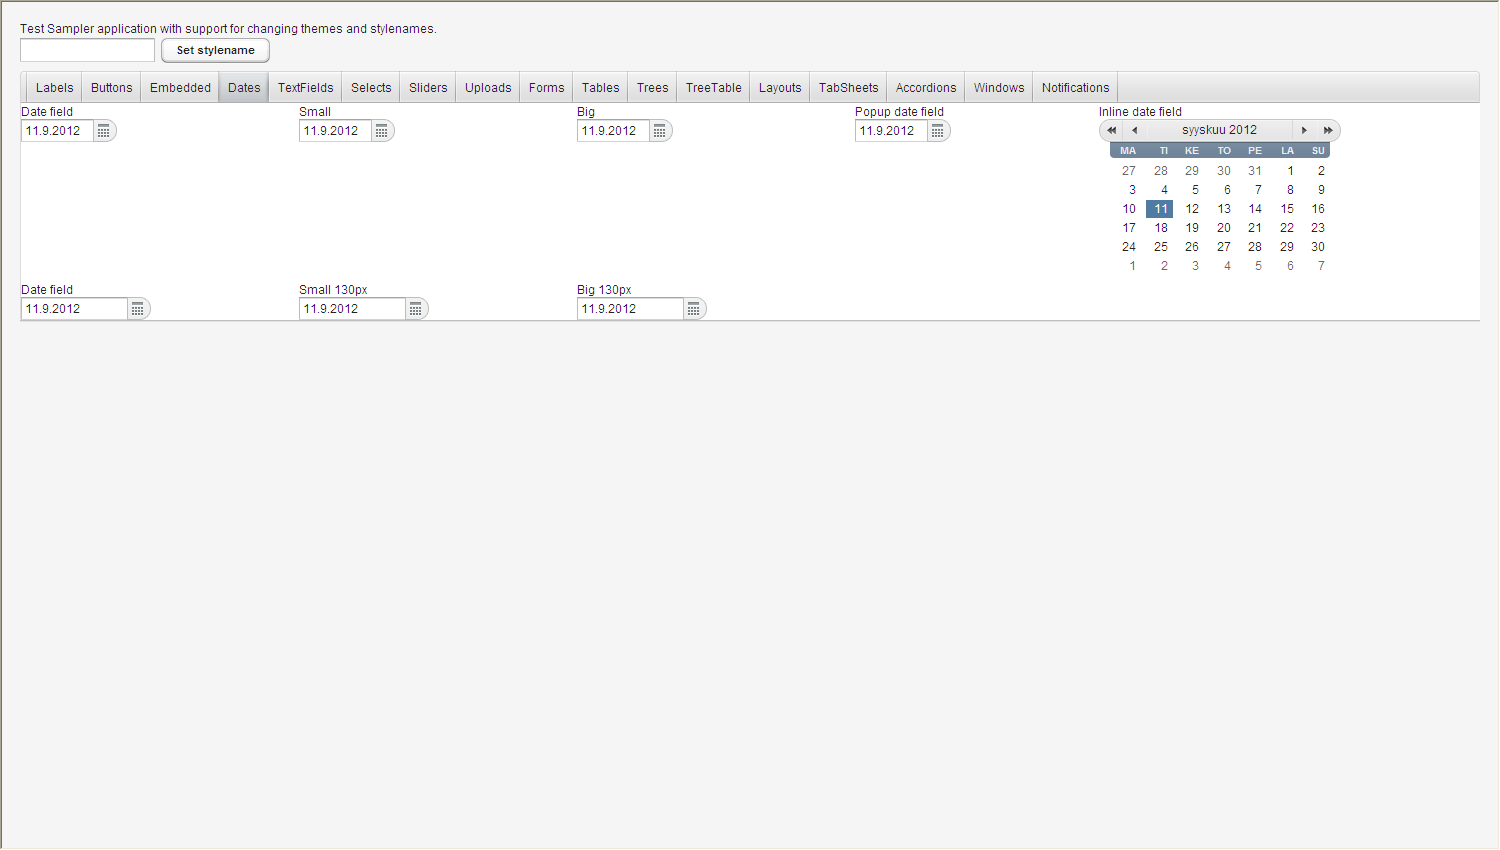 Test Sampler application with support for changing themes and stylenames.
Set stylename
Labels Buttons Embedded Dates TextFields Selects Sliders Uploads Forms Tables Trees TreeTable Layouts TabSheets Accordions Windows Notifications
Date field Small Big Popup date field Inline date field
11.9.2012 11.9.2012 11.9.2012 11.9.2012 syyskuu 2012
MA TI KE TO PE LA SU
27 28 29 30 31 1 2
3 4 5 6 7 8 9
10 11 12 13 14 15 16
17 18 19 20 21 22 23
24 25 26 27 28 29 30
1 2 3 4 5 6 7
Date field Small 130px Big 130px
11.9.2012 11.9.2012 11.9.2012